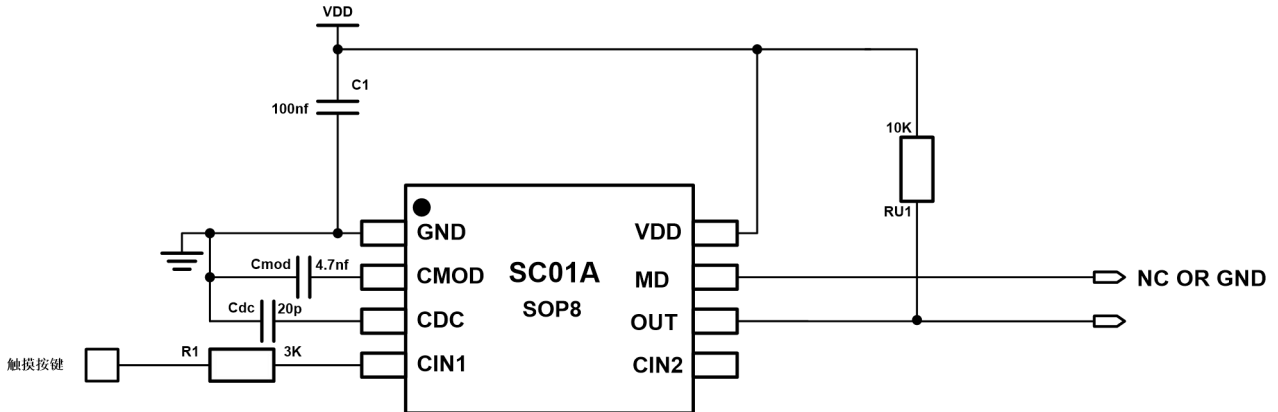 VDD
C1
100nf
10K
RU1
GND
VDD
Cmod
4.7nf
CMOD
SC01A
MD
NC OR GND
Cdc
20p
CDC
SOP8
OUT
触摸按键
R1
3K
CIN1
CIN2